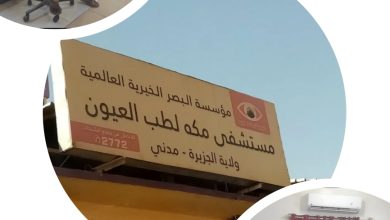 مؤسسة البصر الخيرية العالمية
مستشفى مكه لطب العيون
ولاية الجزيرة - مدني
2772